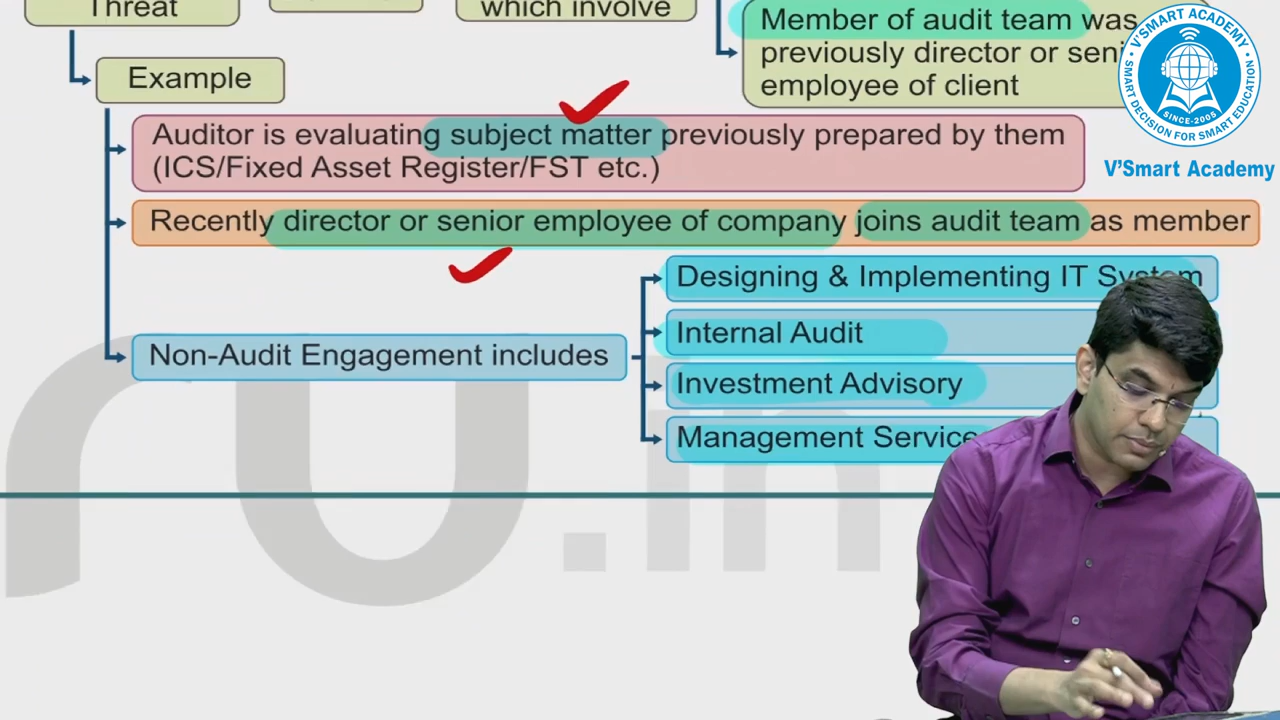 Threat
which involve
Member of audit team was
previously director or
employee of client
Example
Auditor is evaluating subject matter previously prepared by them
(ICS/Fixed Asset Register/FST etc.)
Recently director or senior employee of company joins audit team as member
Non-Audit Engagement includes
Designing & Implementing IT System
Internal Audit
Investment Advisory
Management
V'SMART ACADEMY
SINCE-2005
SMART DECISION FOR SMART EDUCATION
V'Smart Academy
ru.in